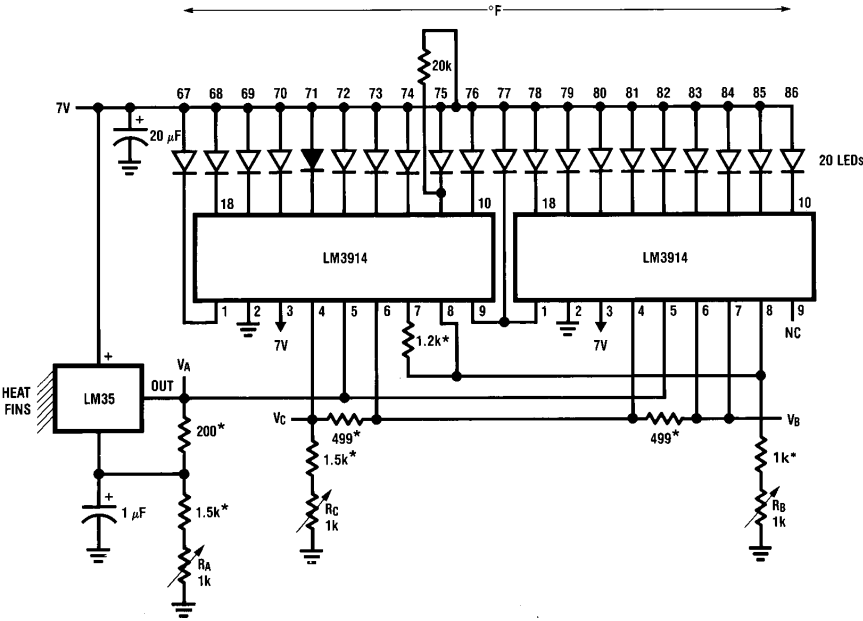 °F
20k
67 68 69 70 71 72 73 74 75 76 77 78 79 80 81 82 83 84 85 86
7V
+
20 μF
20 LEDs
18 10 18 10
LM3914 LM3914
1 2 3 4 5 6 7 8 9 1 2 3 4 5 6 7 8 9
7V 1.2k* 7V NC
+
HEAT FINS
LM35
OUT
VA
200*
VC
499*
499*
VB
1.5k*
1k*
+
1 μF
1.5k*
RC
1k
RB
1k
RA
1k